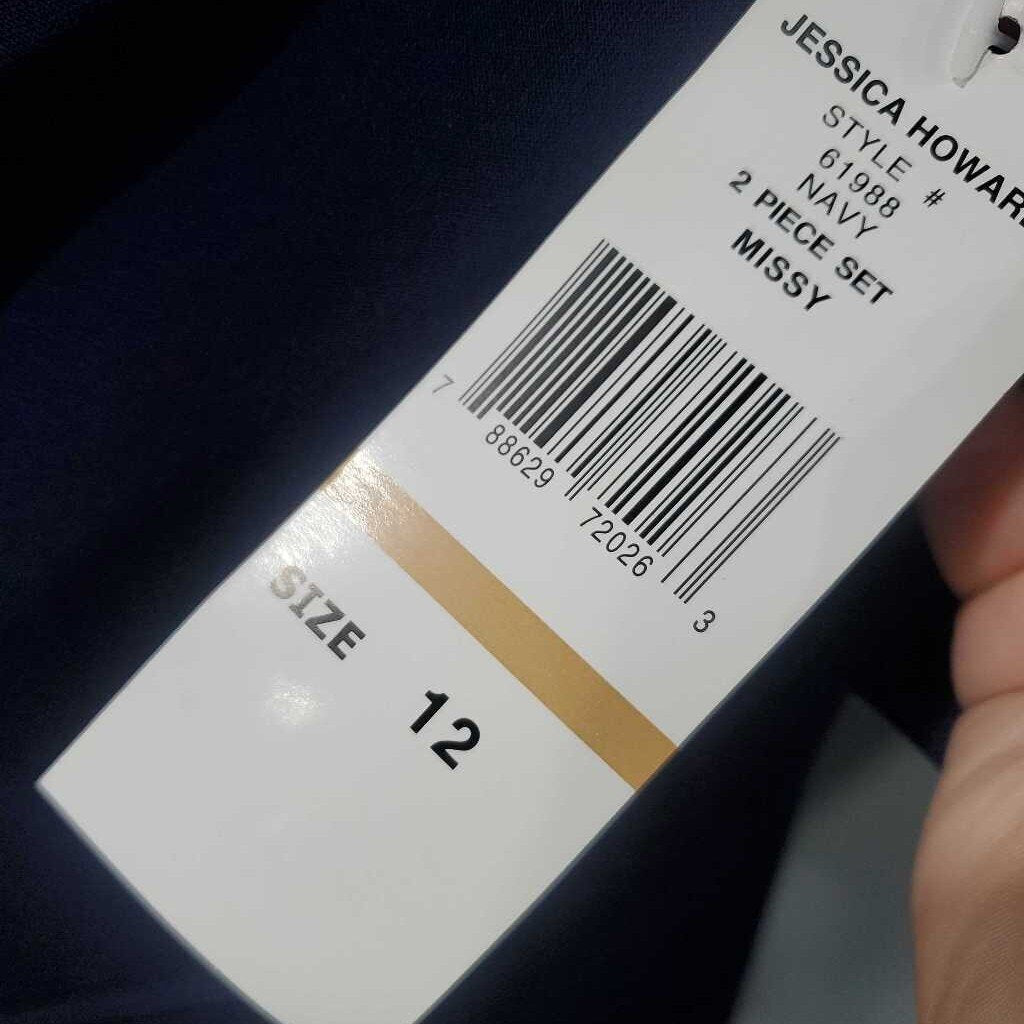 JESSICA HOWARD
STYLE #
61988
NAVY
2 PIECE SET
MISSY
7 88629 72026 3
SIZE
12